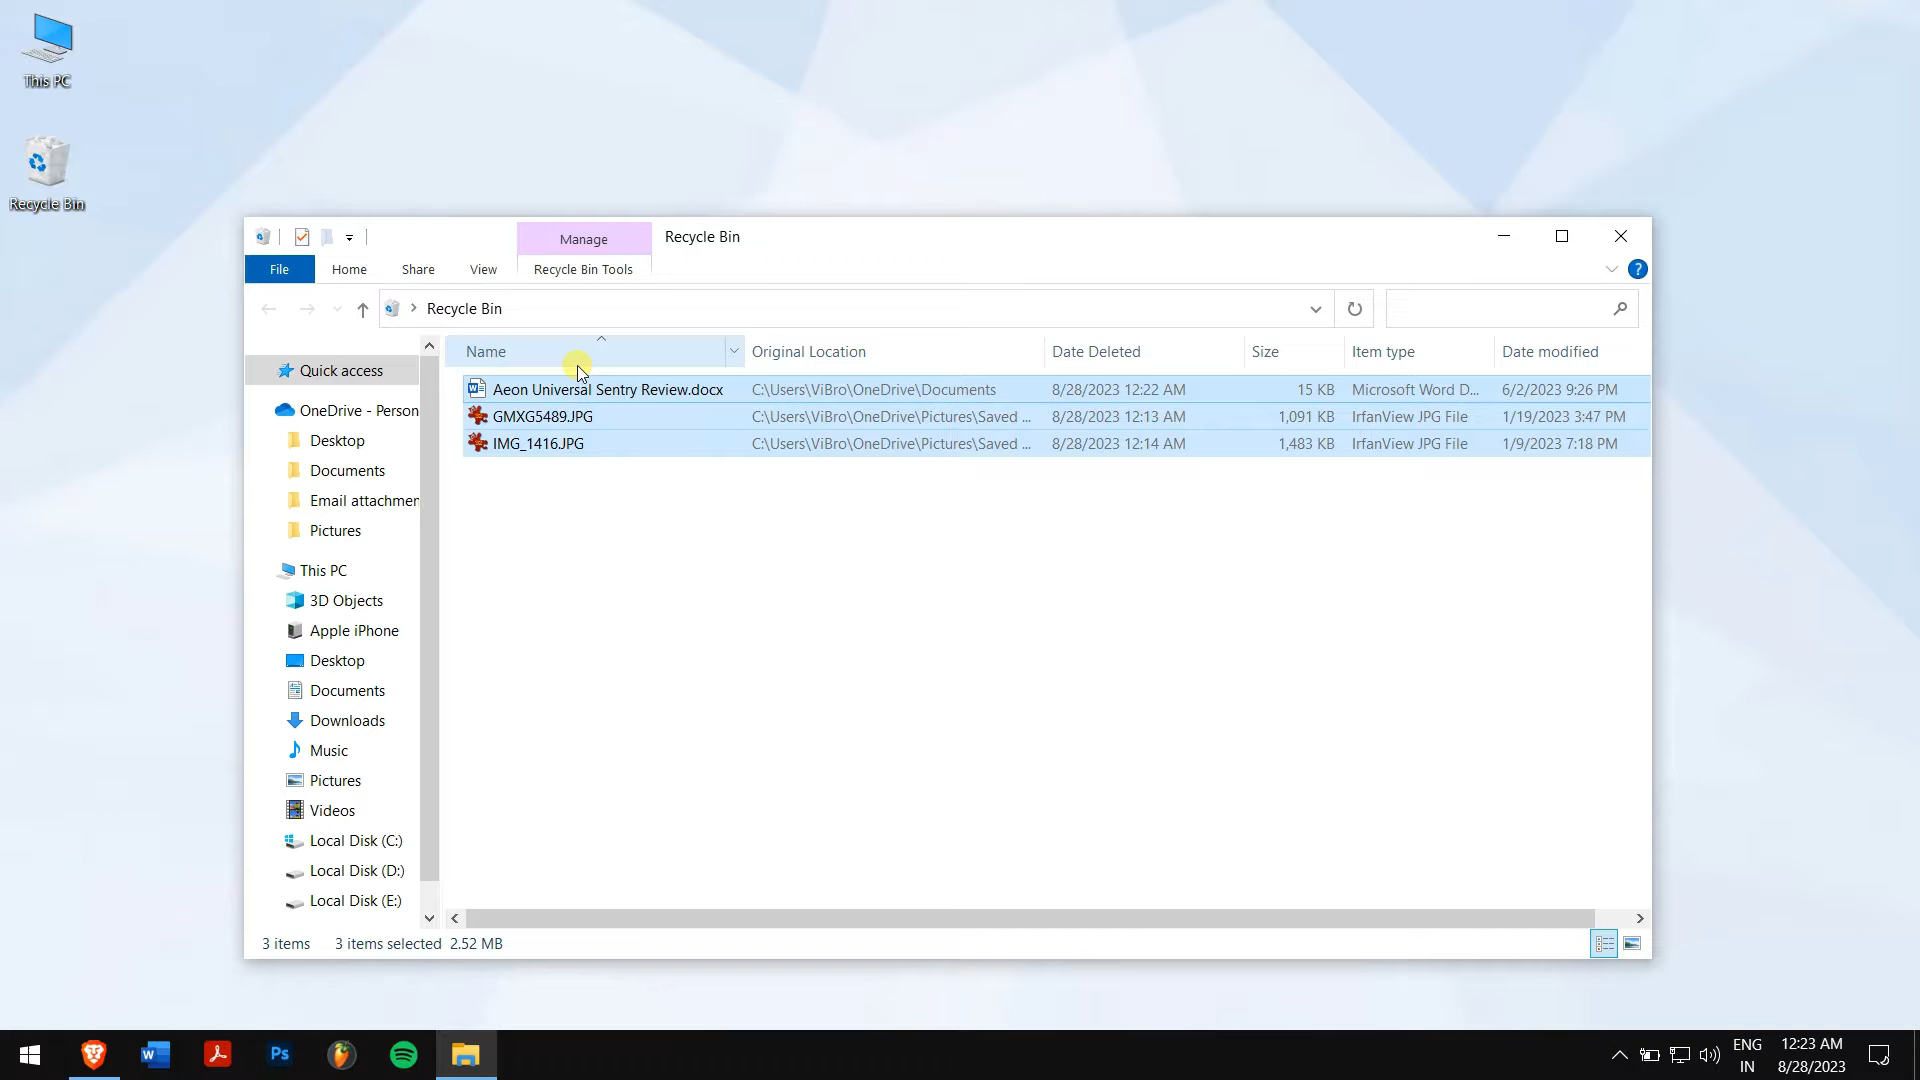 This PC
Recycle Bin
Manage
Recycle Bin
File
Home
Share
View
Recycle Bin Tools
?
Recycle Bin
Name
Original Location
Date Deleted
Size
Item type
Date modified
Aeon Universal Sentry Review.docx
C:\Users\ViBro\OneDrive\Documents
8/28/2023 12:22 AM
15 KB
Microsoft Word D...
6/2/2023 9:26 PM
GMXG5489.JPG
C:\Users\ViBro\OneDrive\Pictures\Saved ...
8/28/2023 12:13 AM
1,091 KB
IrfanView JPG File
1/19/2023 3:47 PM
IMG_1416.JPG
C:\Users\ViBro\OneDrive\Pictures\Saved ...
8/28/2023 12:14 AM
1,483 KB
IrfanView JPG File
1/9/2023 7:18 PM
Quick access
OneDrive - Person
Desktop
Documents
Email attachmen
Pictures
This PC
3D Objects
Apple iPhone
Desktop
Documents
Downloads
Music
Pictures
Videos
Local Disk (C:)
Local Disk (D:)
Local Disk (E:)
3 items
3 items selected 2.52 MB
W
Ps
ENG
IN
12:23 AM
8/28/2023